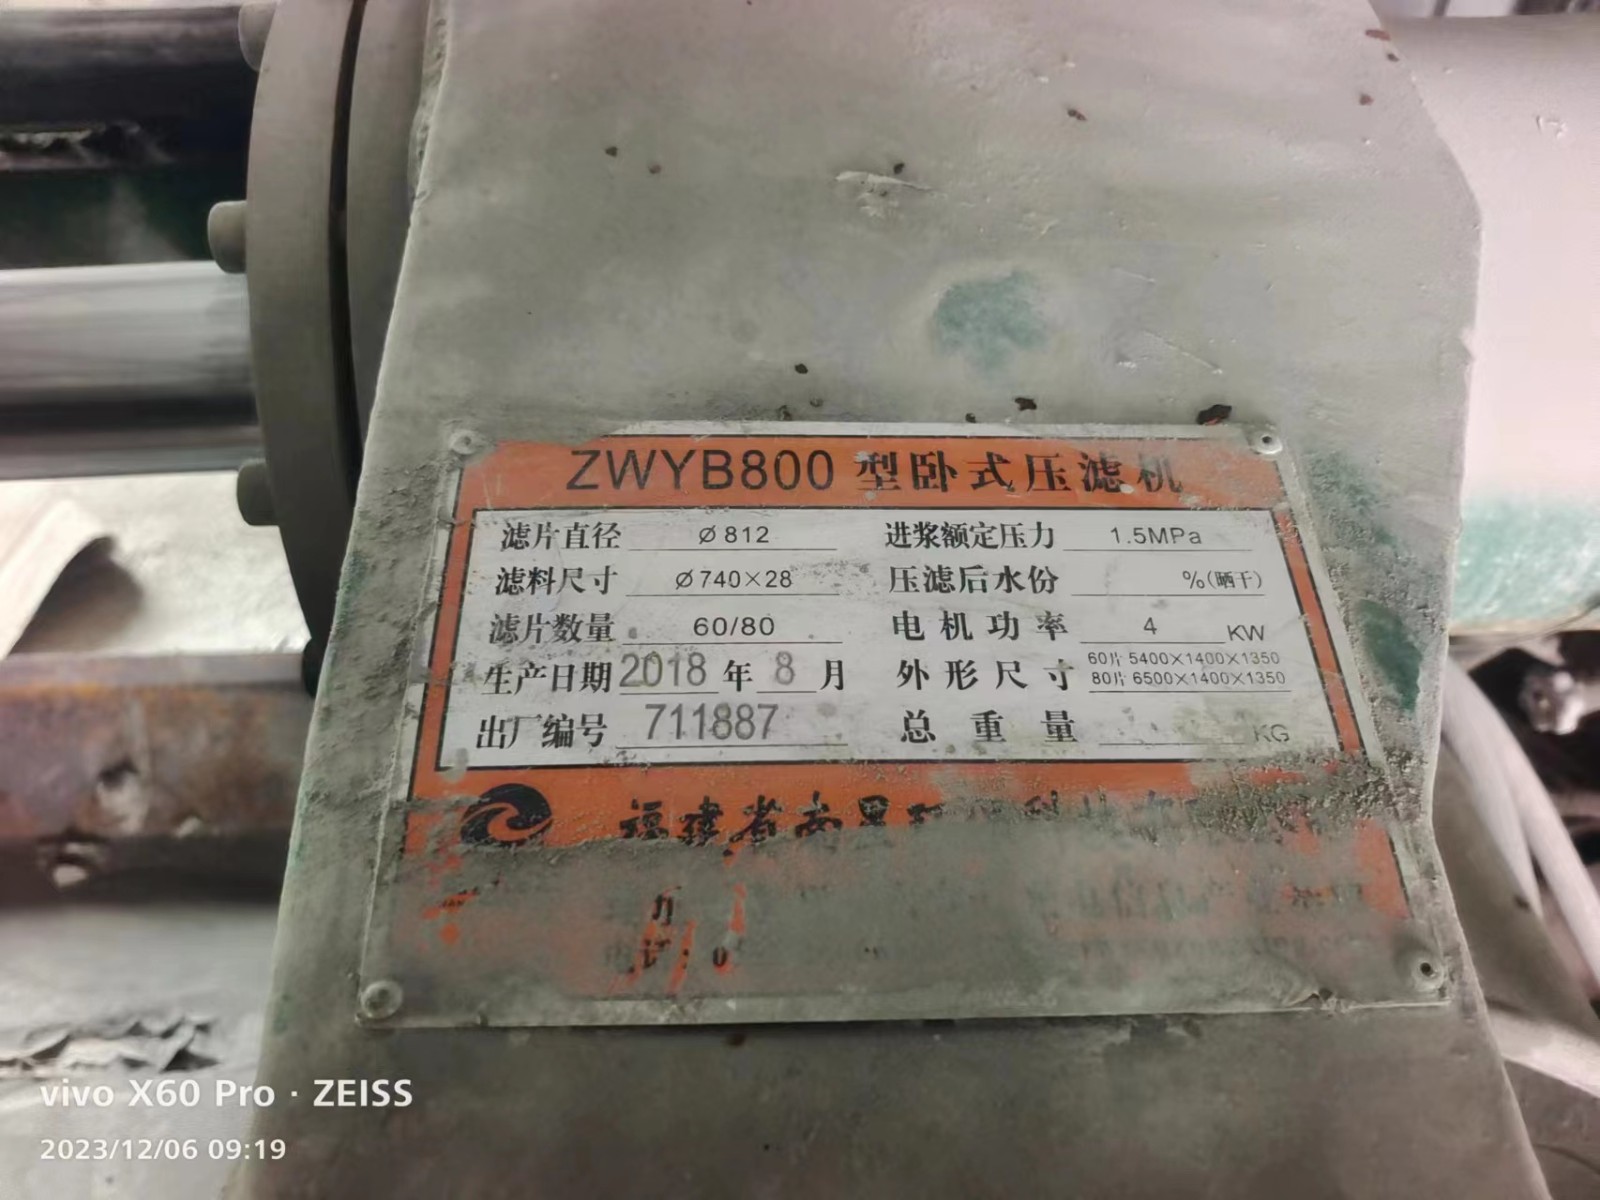 ZWYB800 型卧式压滤机
滤片直径 Ø812 进浆额定压力 1.5MPa
滤料尺寸 Ø740×28 压滤后水份 %(晒干)
滤片数量 60/80 电机功率 4 KW
生产日期 2018 年 8 月 外形尺寸 60片 5400×1400×1350
80片 6500×1400×1350
出厂编号 711887 总重量 KG
福建省南
vivo X60 Pro · ZEISS
2023/12/06 09:19